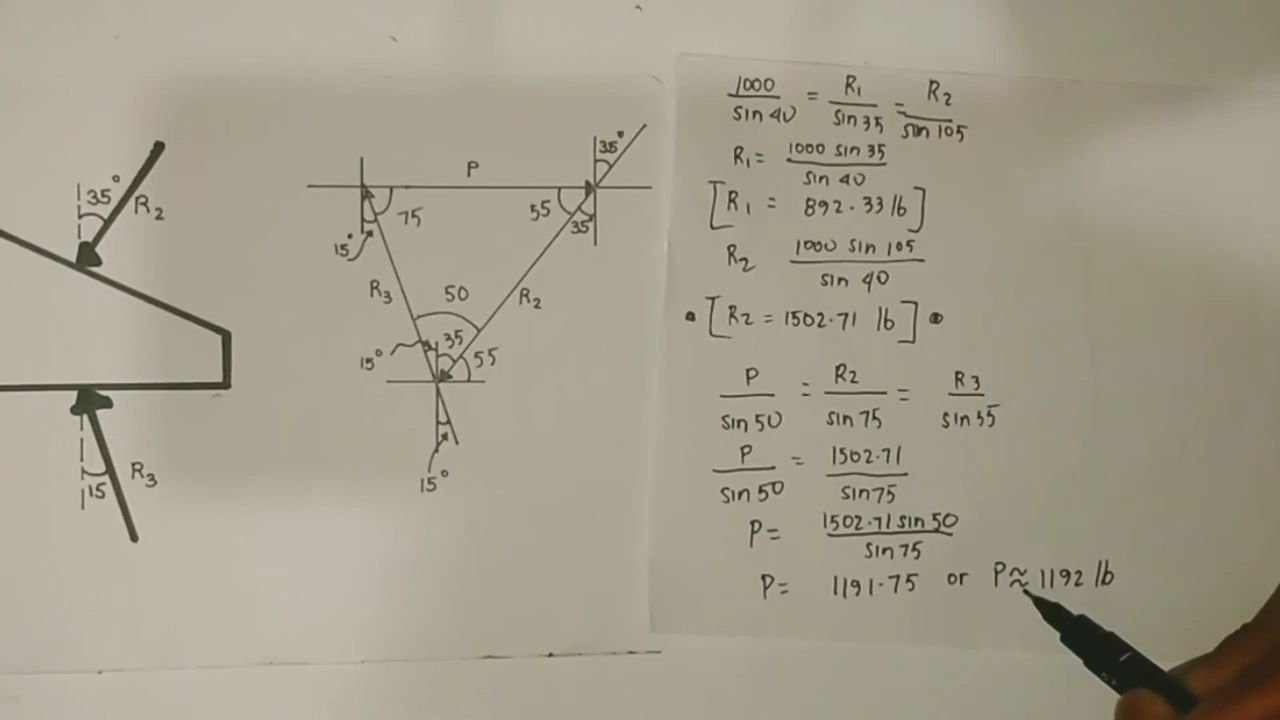 35°
R2
R3
15
P
35°
75
55
35
15°
R3
50
R2
15°
35
55
15°
1000/sin 40 = R1/sin 35 = R2/sin 105
R1 = 1000 sin 35/sin 40
[R1 = 892.33 lb]
R2 1000 sin 105/sin 40
• [R2 = 1502.71 lb] •
P/sin 50 = R2/sin 75 = R3/sin 55
P/sin 50 = 1502.71/sin 75
P = 1502.71 sin 50/sin 75
P = 1191.75 or P ≈ 1192 lb